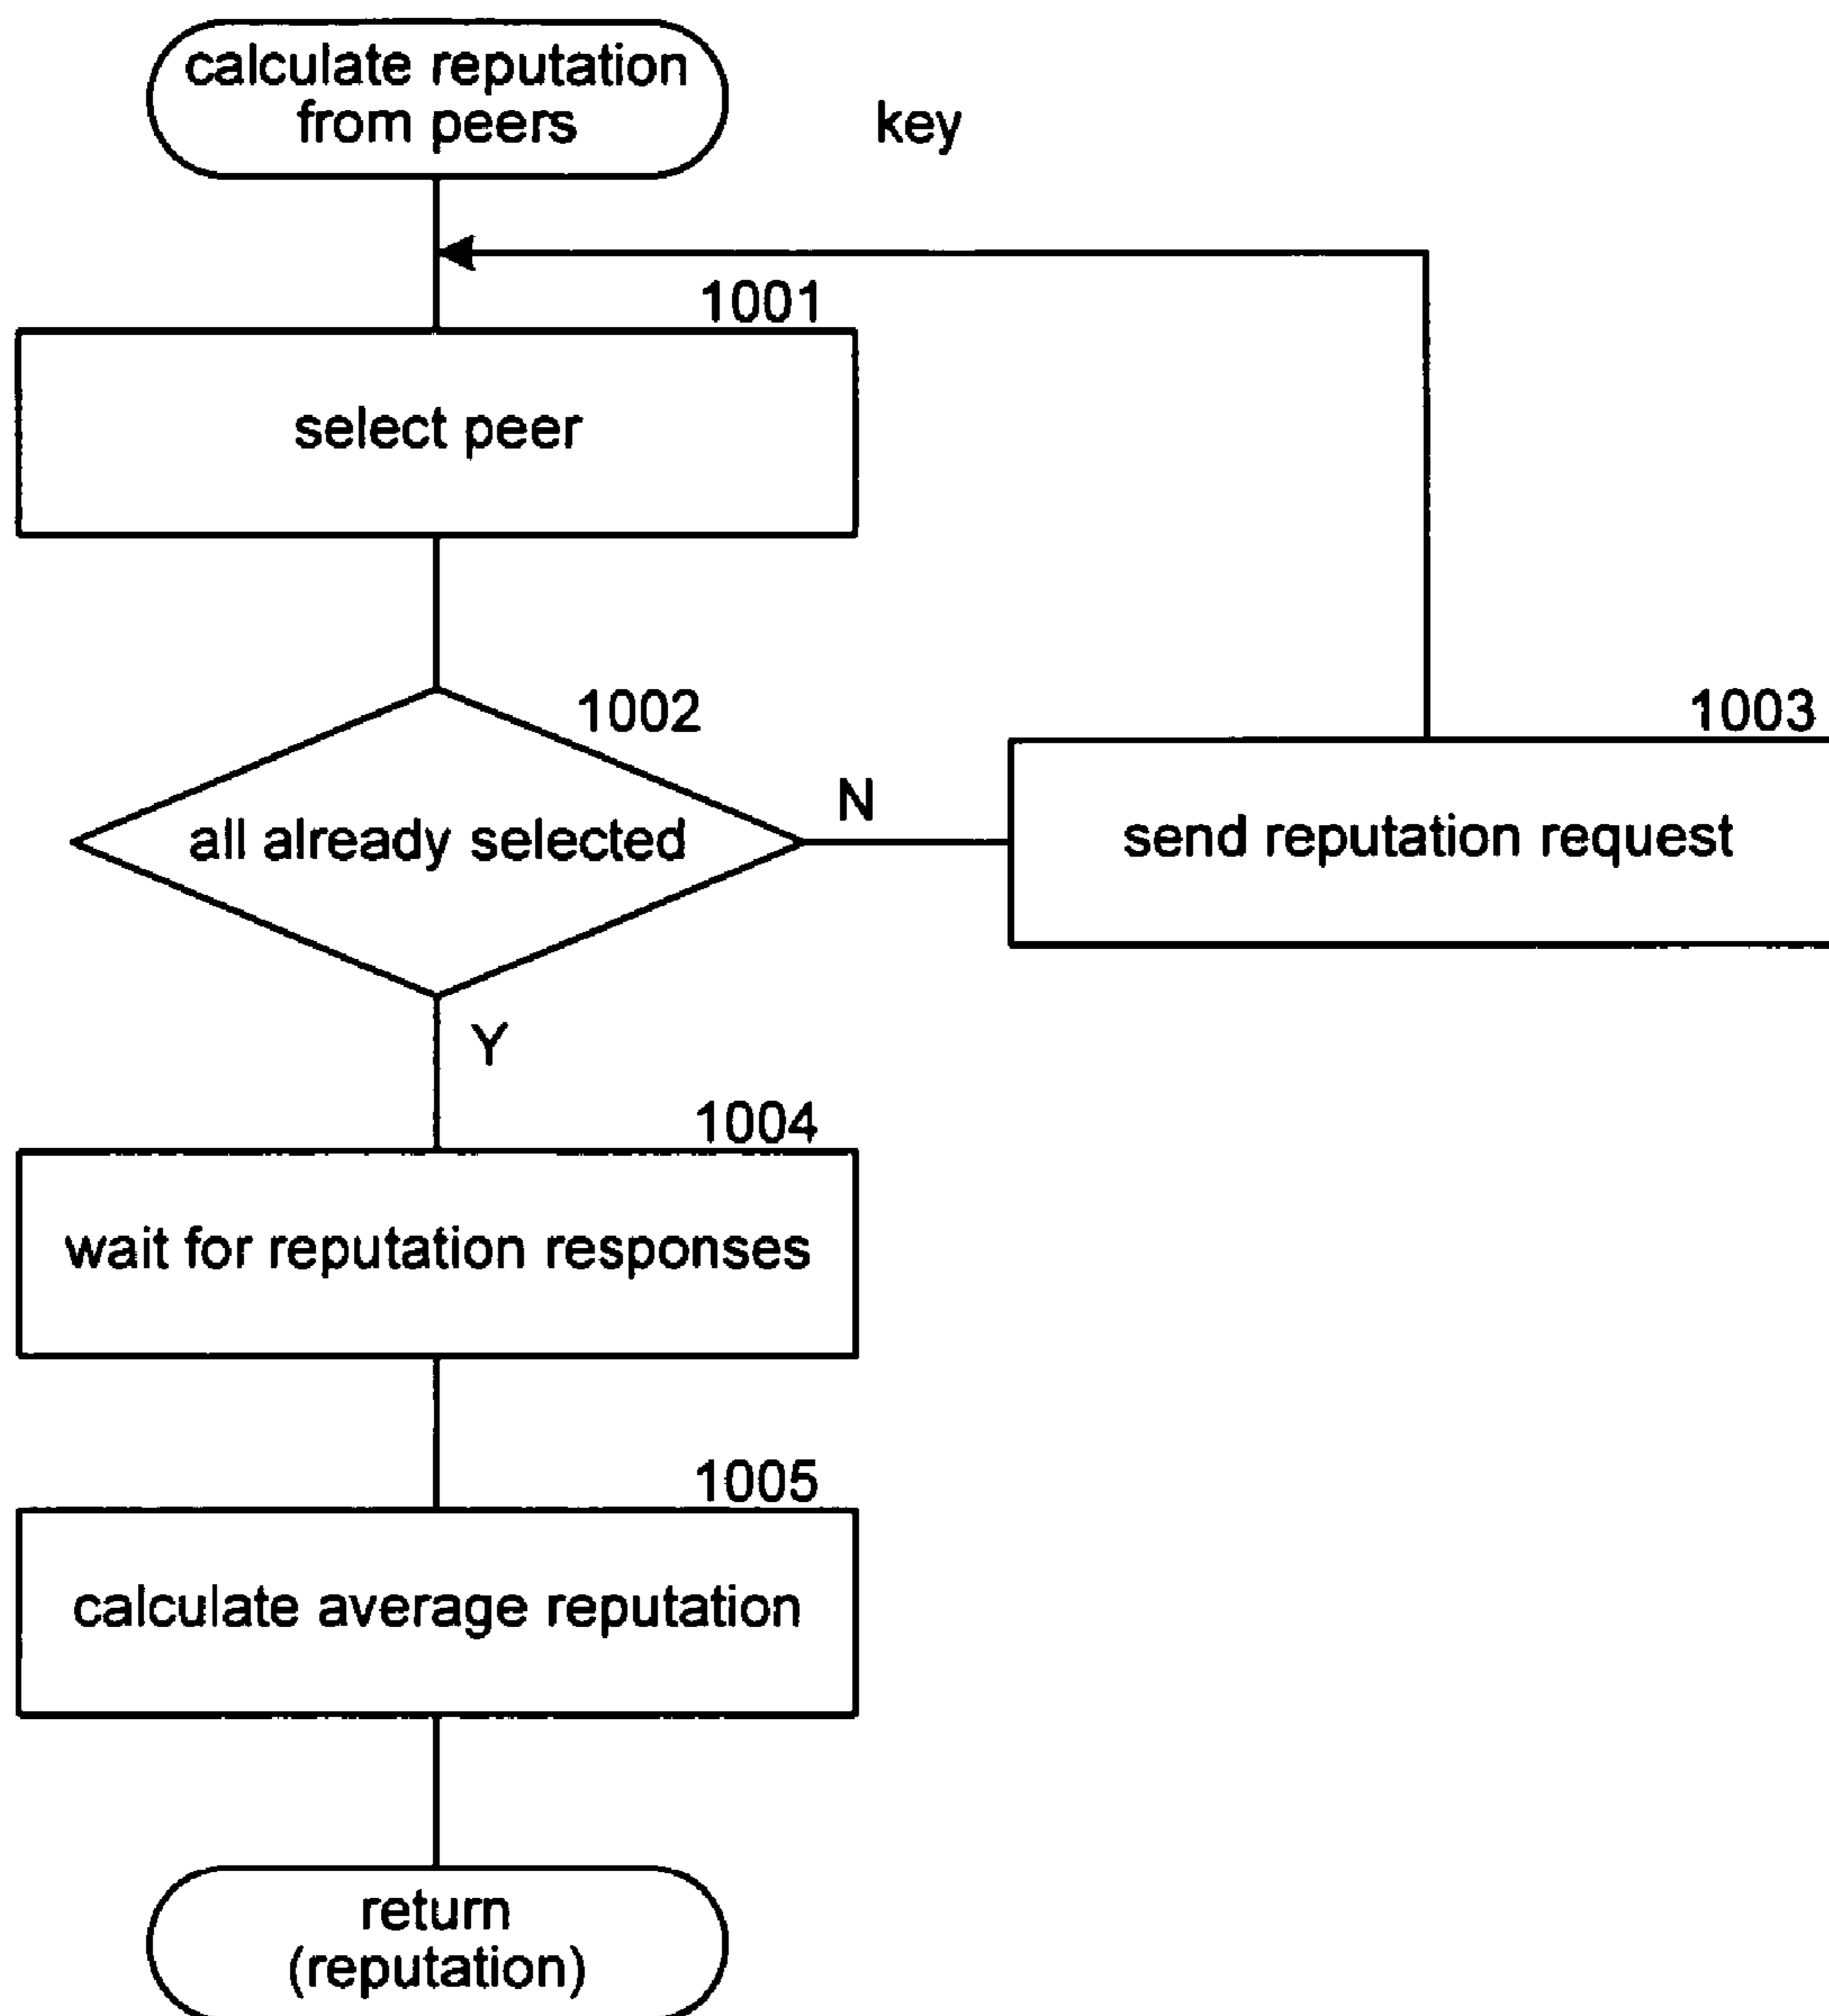 calculate reputation
from peers
key
1001
select peer
1002
all already selected
N
1003
send reputation request
Y
1004
wait for reputation responses
1005
calculate average reputation
return
(reputation)